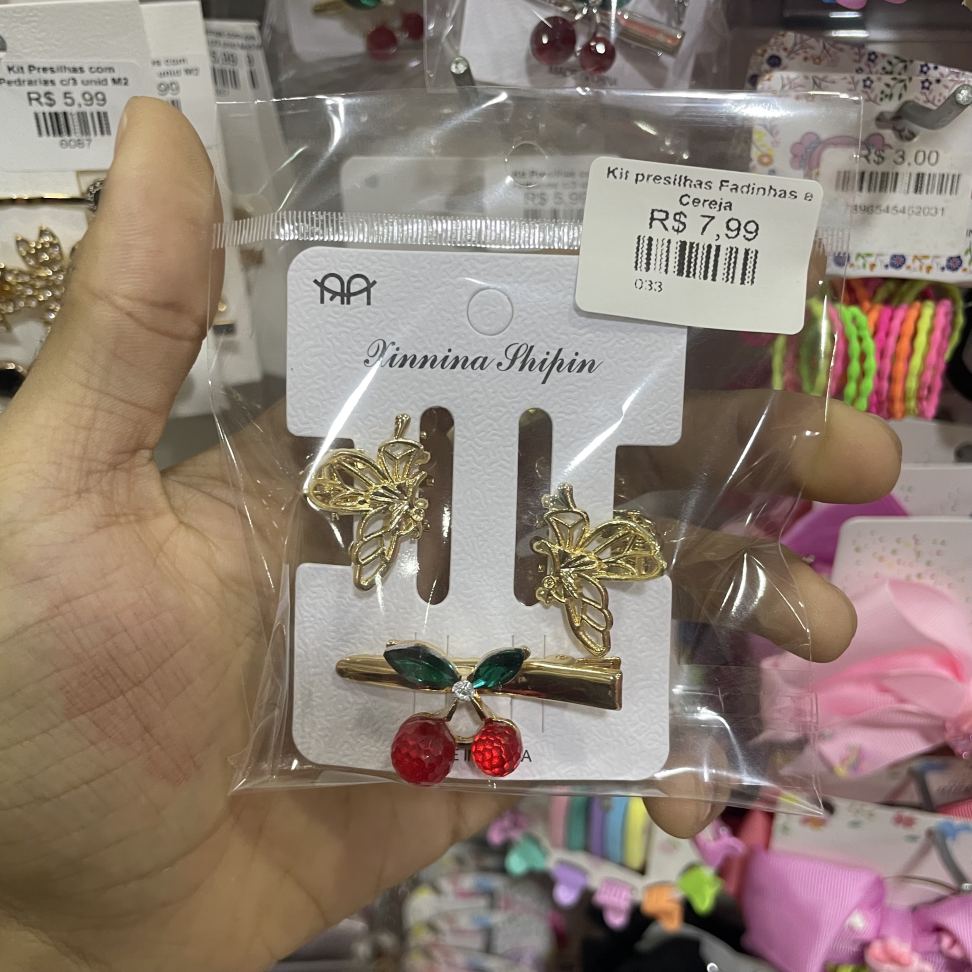 Kit Presilhas com
Pedrarias c/3 unid M2
R$ 5,99
6087
Kit presilhas Fadinhas e
Cereja
R$ 7,99
033
R$ 3,00
Xinnina Shipin